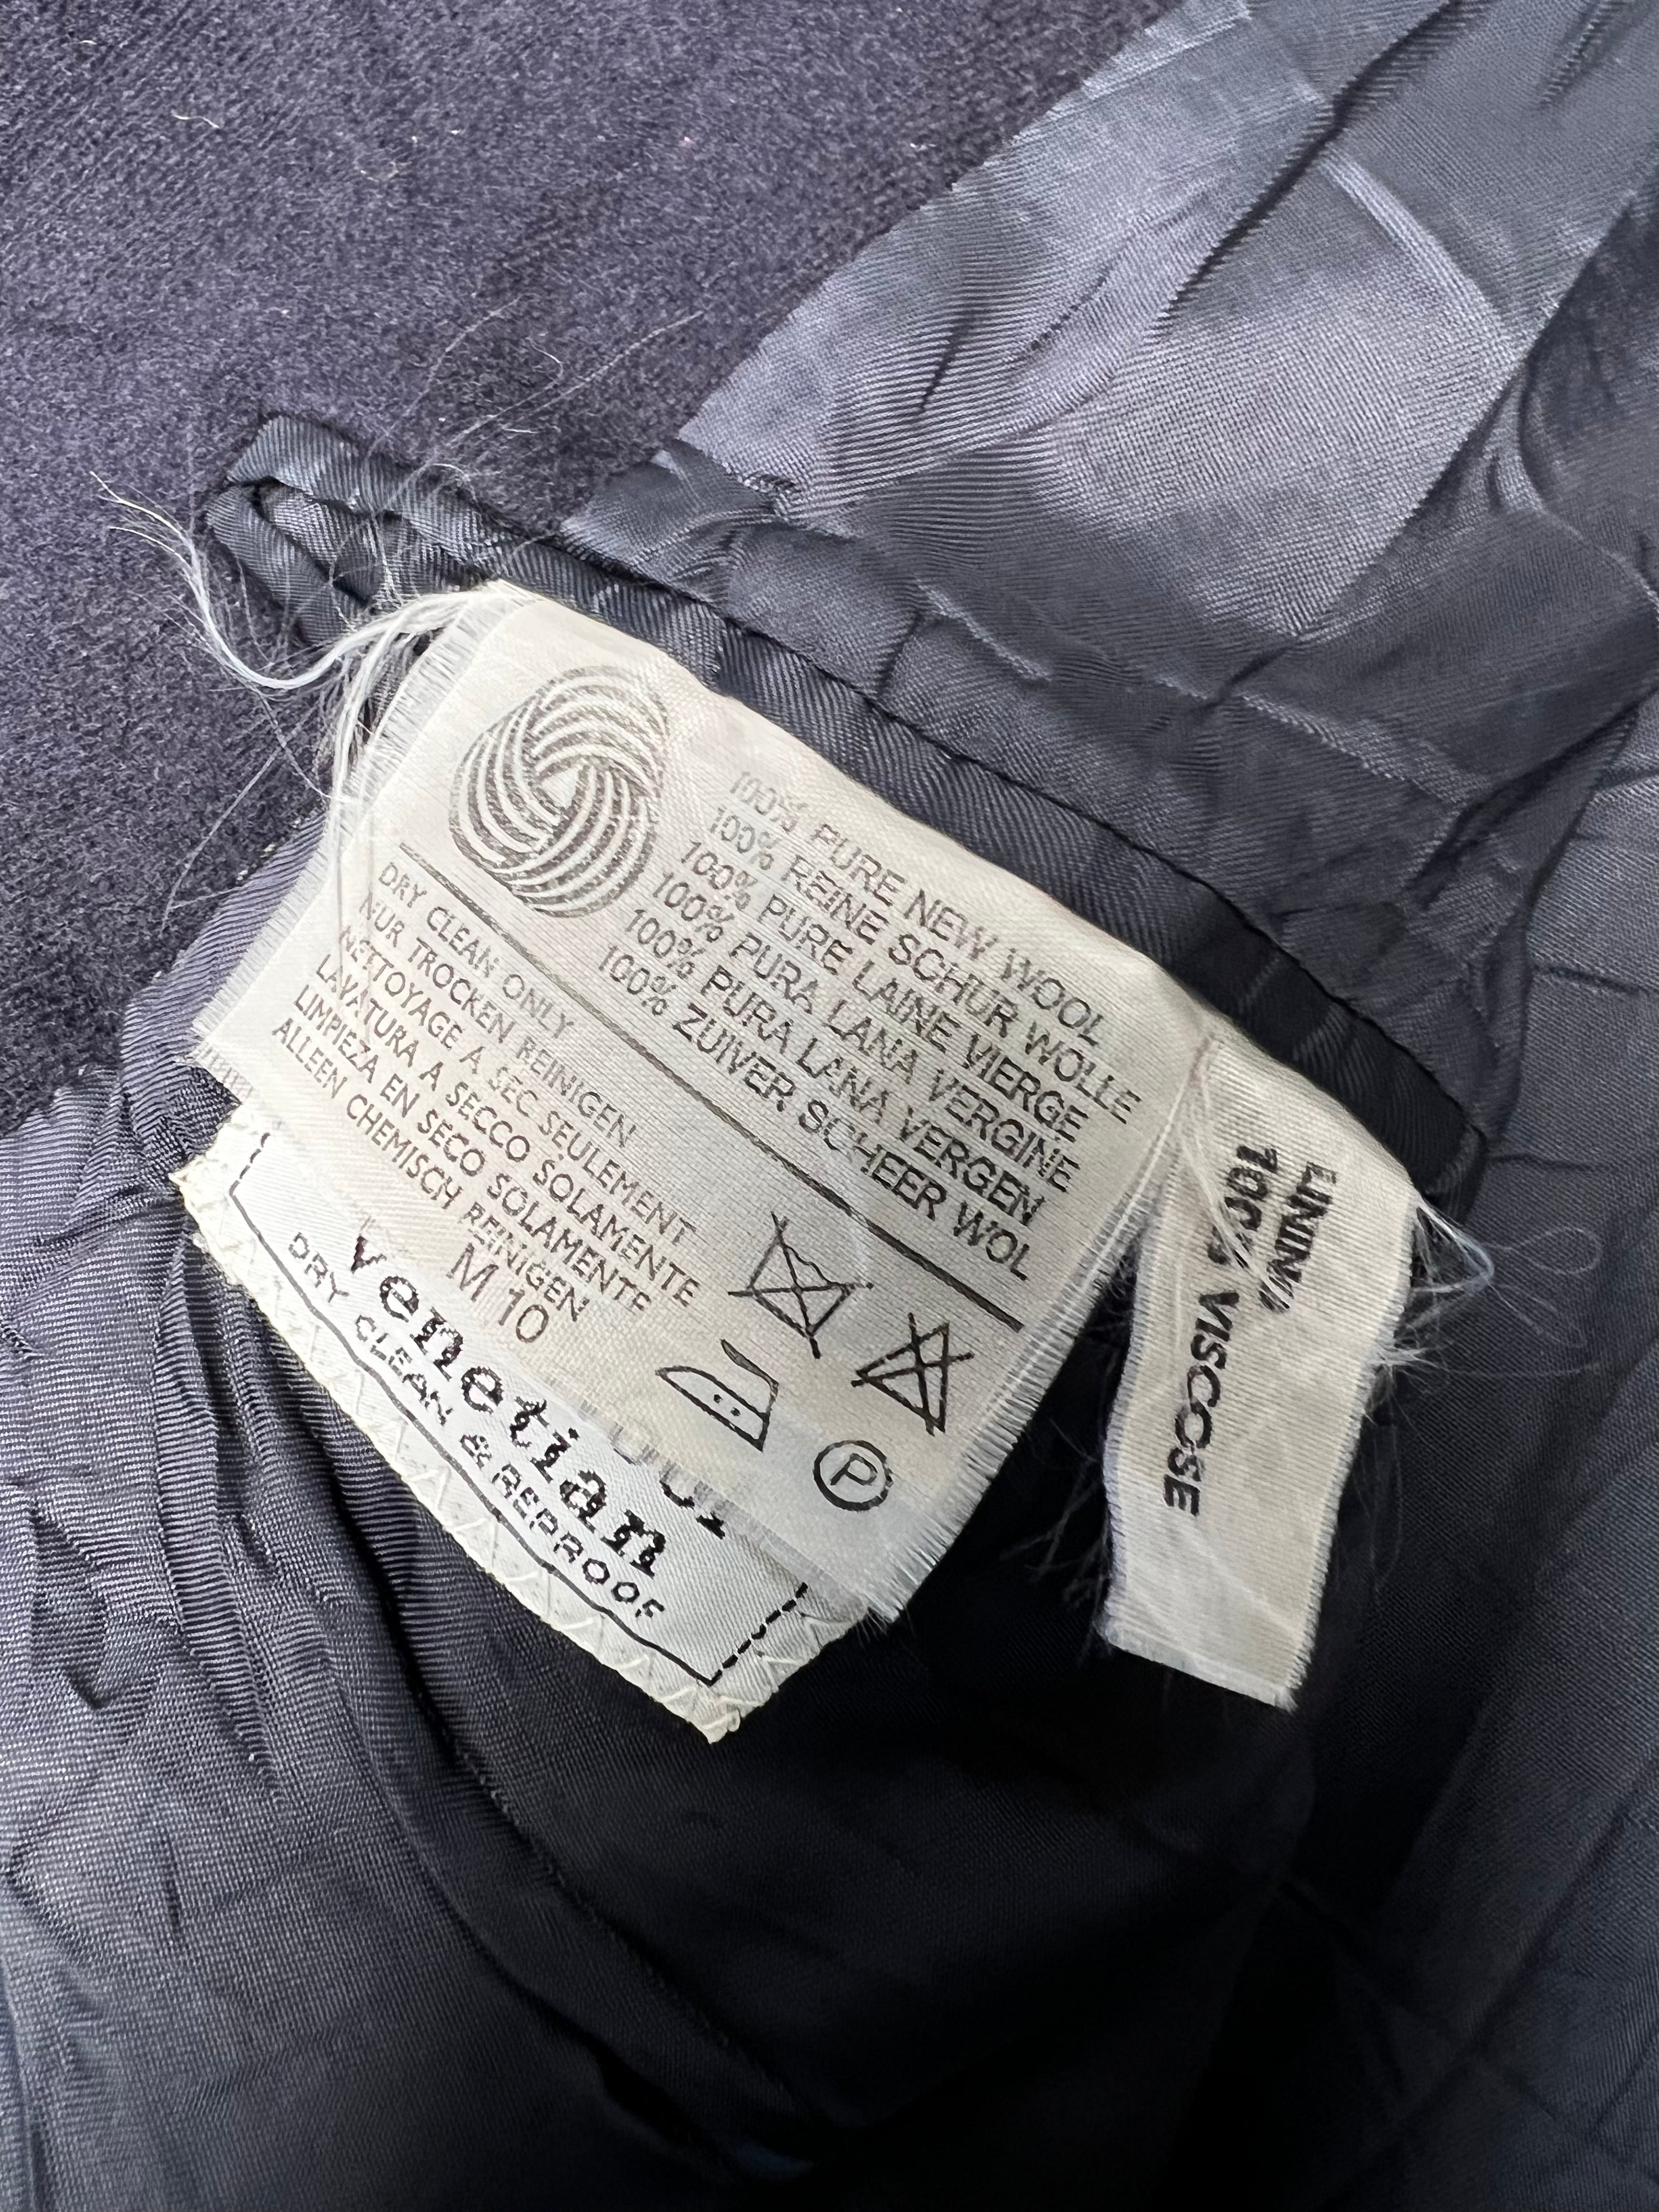 100% PURE NEW WOOL
100% REINE SCHUR WOLLE
100% PURE LAINE VIERGE
100% PURA LANA VERGINE
100% PURA LANA VERGEN
100% ZUIVER SCHEER WOL
DRY CLEAN ONLY
NUR TROCKEN REINIGEN
NETTOYAGE A SEC SEULEMENT
LAVATURA A SECCO SOLAMENTE
LIMPIEZA EN SECO SOLAMENTE
ALLEEN CHEMISCH REINIGEN
M 10
P
venetian
DRY CLEAN & REPROOF
LINING
100% VISCOSE